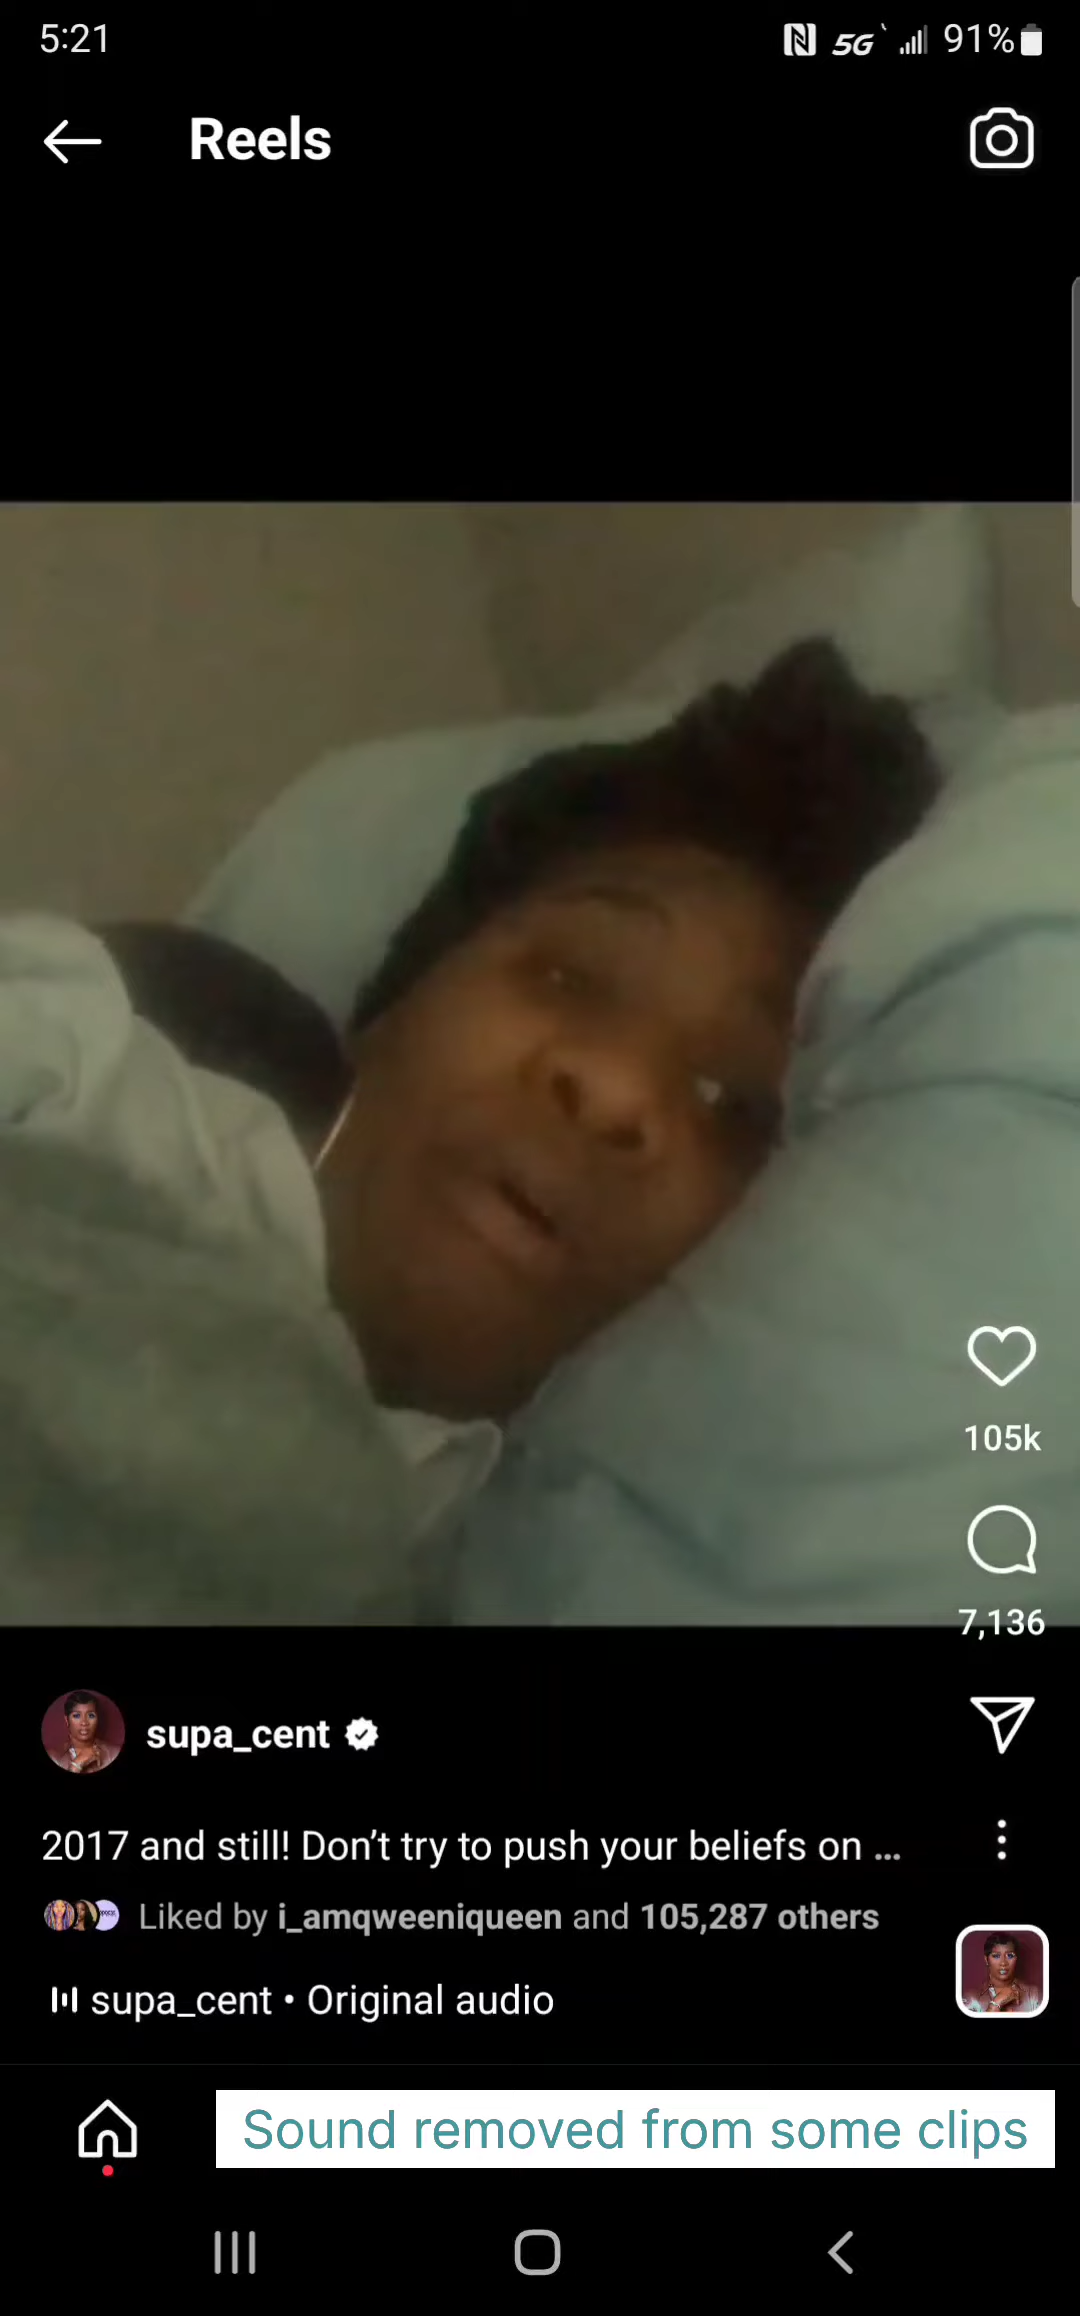 5:21
5G 91%
Reels
105k
7,136
supa_cent
2017 and still! Don't try to push your beliefs on ...
Liked by i_amqweeniqueen and 105,287 others
supa_cent • Original audio
Sound removed from some clips